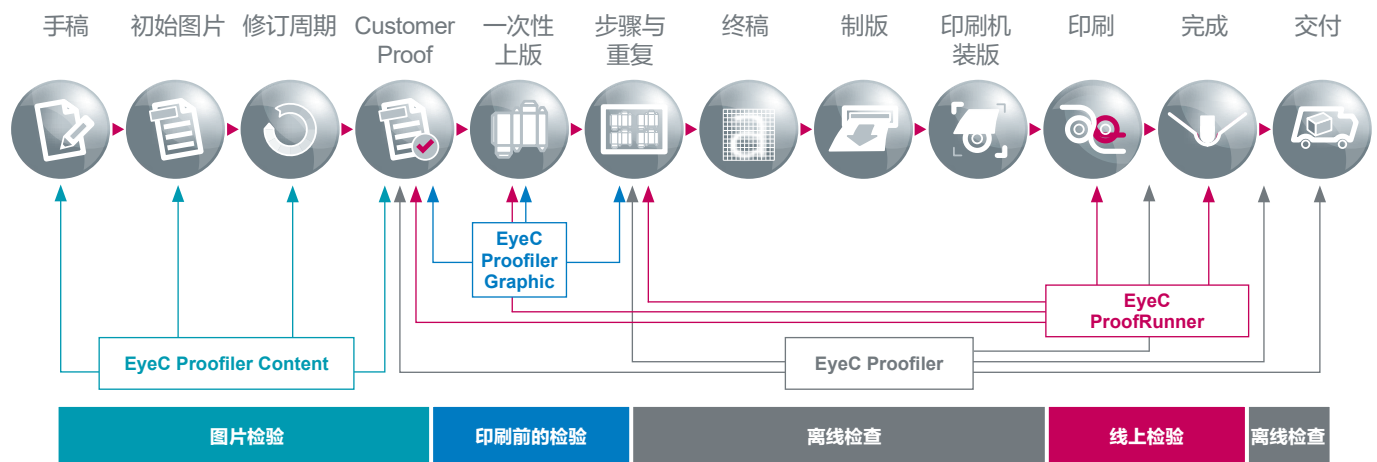 手稿
初始图片
修订周期
Customer
Proof
一次性
上版
步骤与
重复
终稿
制版
印刷机
装版
印刷
完成
交付
a
EyeC
Proofiler
Graphic
EyeC
ProofRunner
EyeC Proofiler Content
EyeC Proofiler
图片检验
印刷前的检验
离线检查
线上检验
离线检查